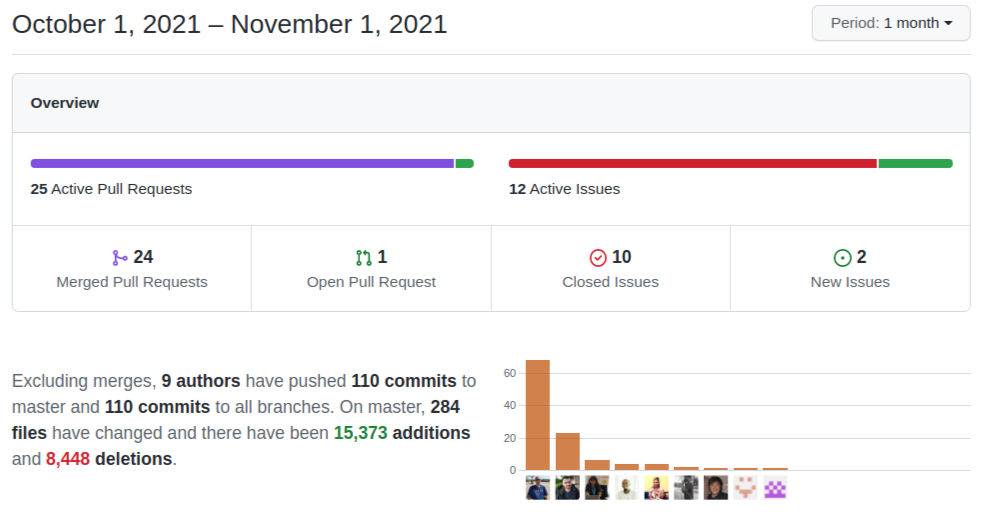 October 1, 2021 – November 1, 2021
Period: 1 month
Overview
25 Active Pull Requests
12 Active Issues
24
Merged Pull Requests
1
Open Pull Request
10
Closed Issues
2
New Issues
Excluding merges, 9 authors have pushed 110 commits to
master and 110 commits to all branches. On master, 284
files have changed and there have been 15,373 additions
and 8,448 deletions.
60
40
20
0